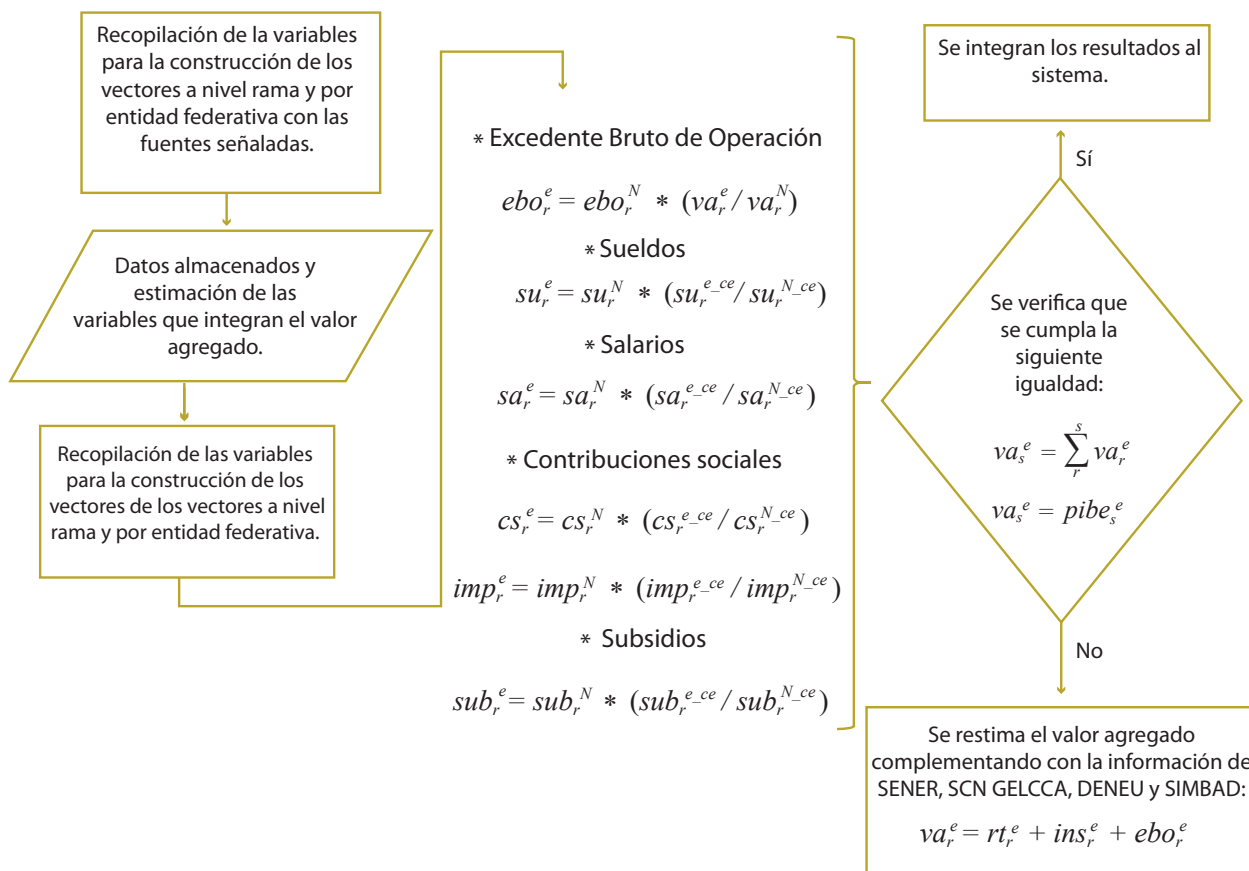 Recopilación de la variables
para la construcción de los
vectores a nivel rama y por
entidad federativa con las
fuentes señaladas.
Datos almacenados y
estimación de las
variables que integran el valor
agregado.
Recopilación de las variables
para la construcción de los
vectores de los vectores a nivel
rama y por entidad federativa.
* Excedente Bruto de Operación
ebo_r^e = ebo_r^N * (va_r^e / va_r^N)
* Sueldos
su_r^e = su_r^N * (su_r^{e_ce} / su_r^{N_ce})
* Salarios
sa_r^e = sa_r^N * (sa_r^{e_ce} / sa_r^{N_ce})
* Contribuciones sociales
cs_r^e = cs_r^N * (cs_r^{e_ce} / cs_r^{N_ce})
imp_r^e = imp_r^N * (imp_r^{e_ce} / imp_r^{N_ce})
* Subsidios
sub_r^e = sub_r^N * (sub_r^{e_ce} / sub_r^{N_ce})
Se integran los resultados al
sistema.
Sí
Se verifica que
se cumpla la
siguiente
igualdad:
va_s^e = ∑_r^s va_r^e
va_s^e = pibe_s^e
No
Se restima el valor agregado
complementando con la información de
SENER, SCN GELCCA, DENEU y SIMBAD:
va_r^e = rt_r^e + ins_r^e + ebo_r^e